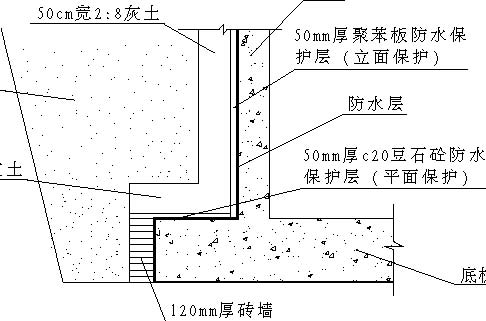 50cm宽2:8灰土
50mm厚聚苯板防水保
护层（立面保护）
防水层
50mm厚c20豆石砼防水
保护层（平面保护）
土
底板
120mm厚砖墙